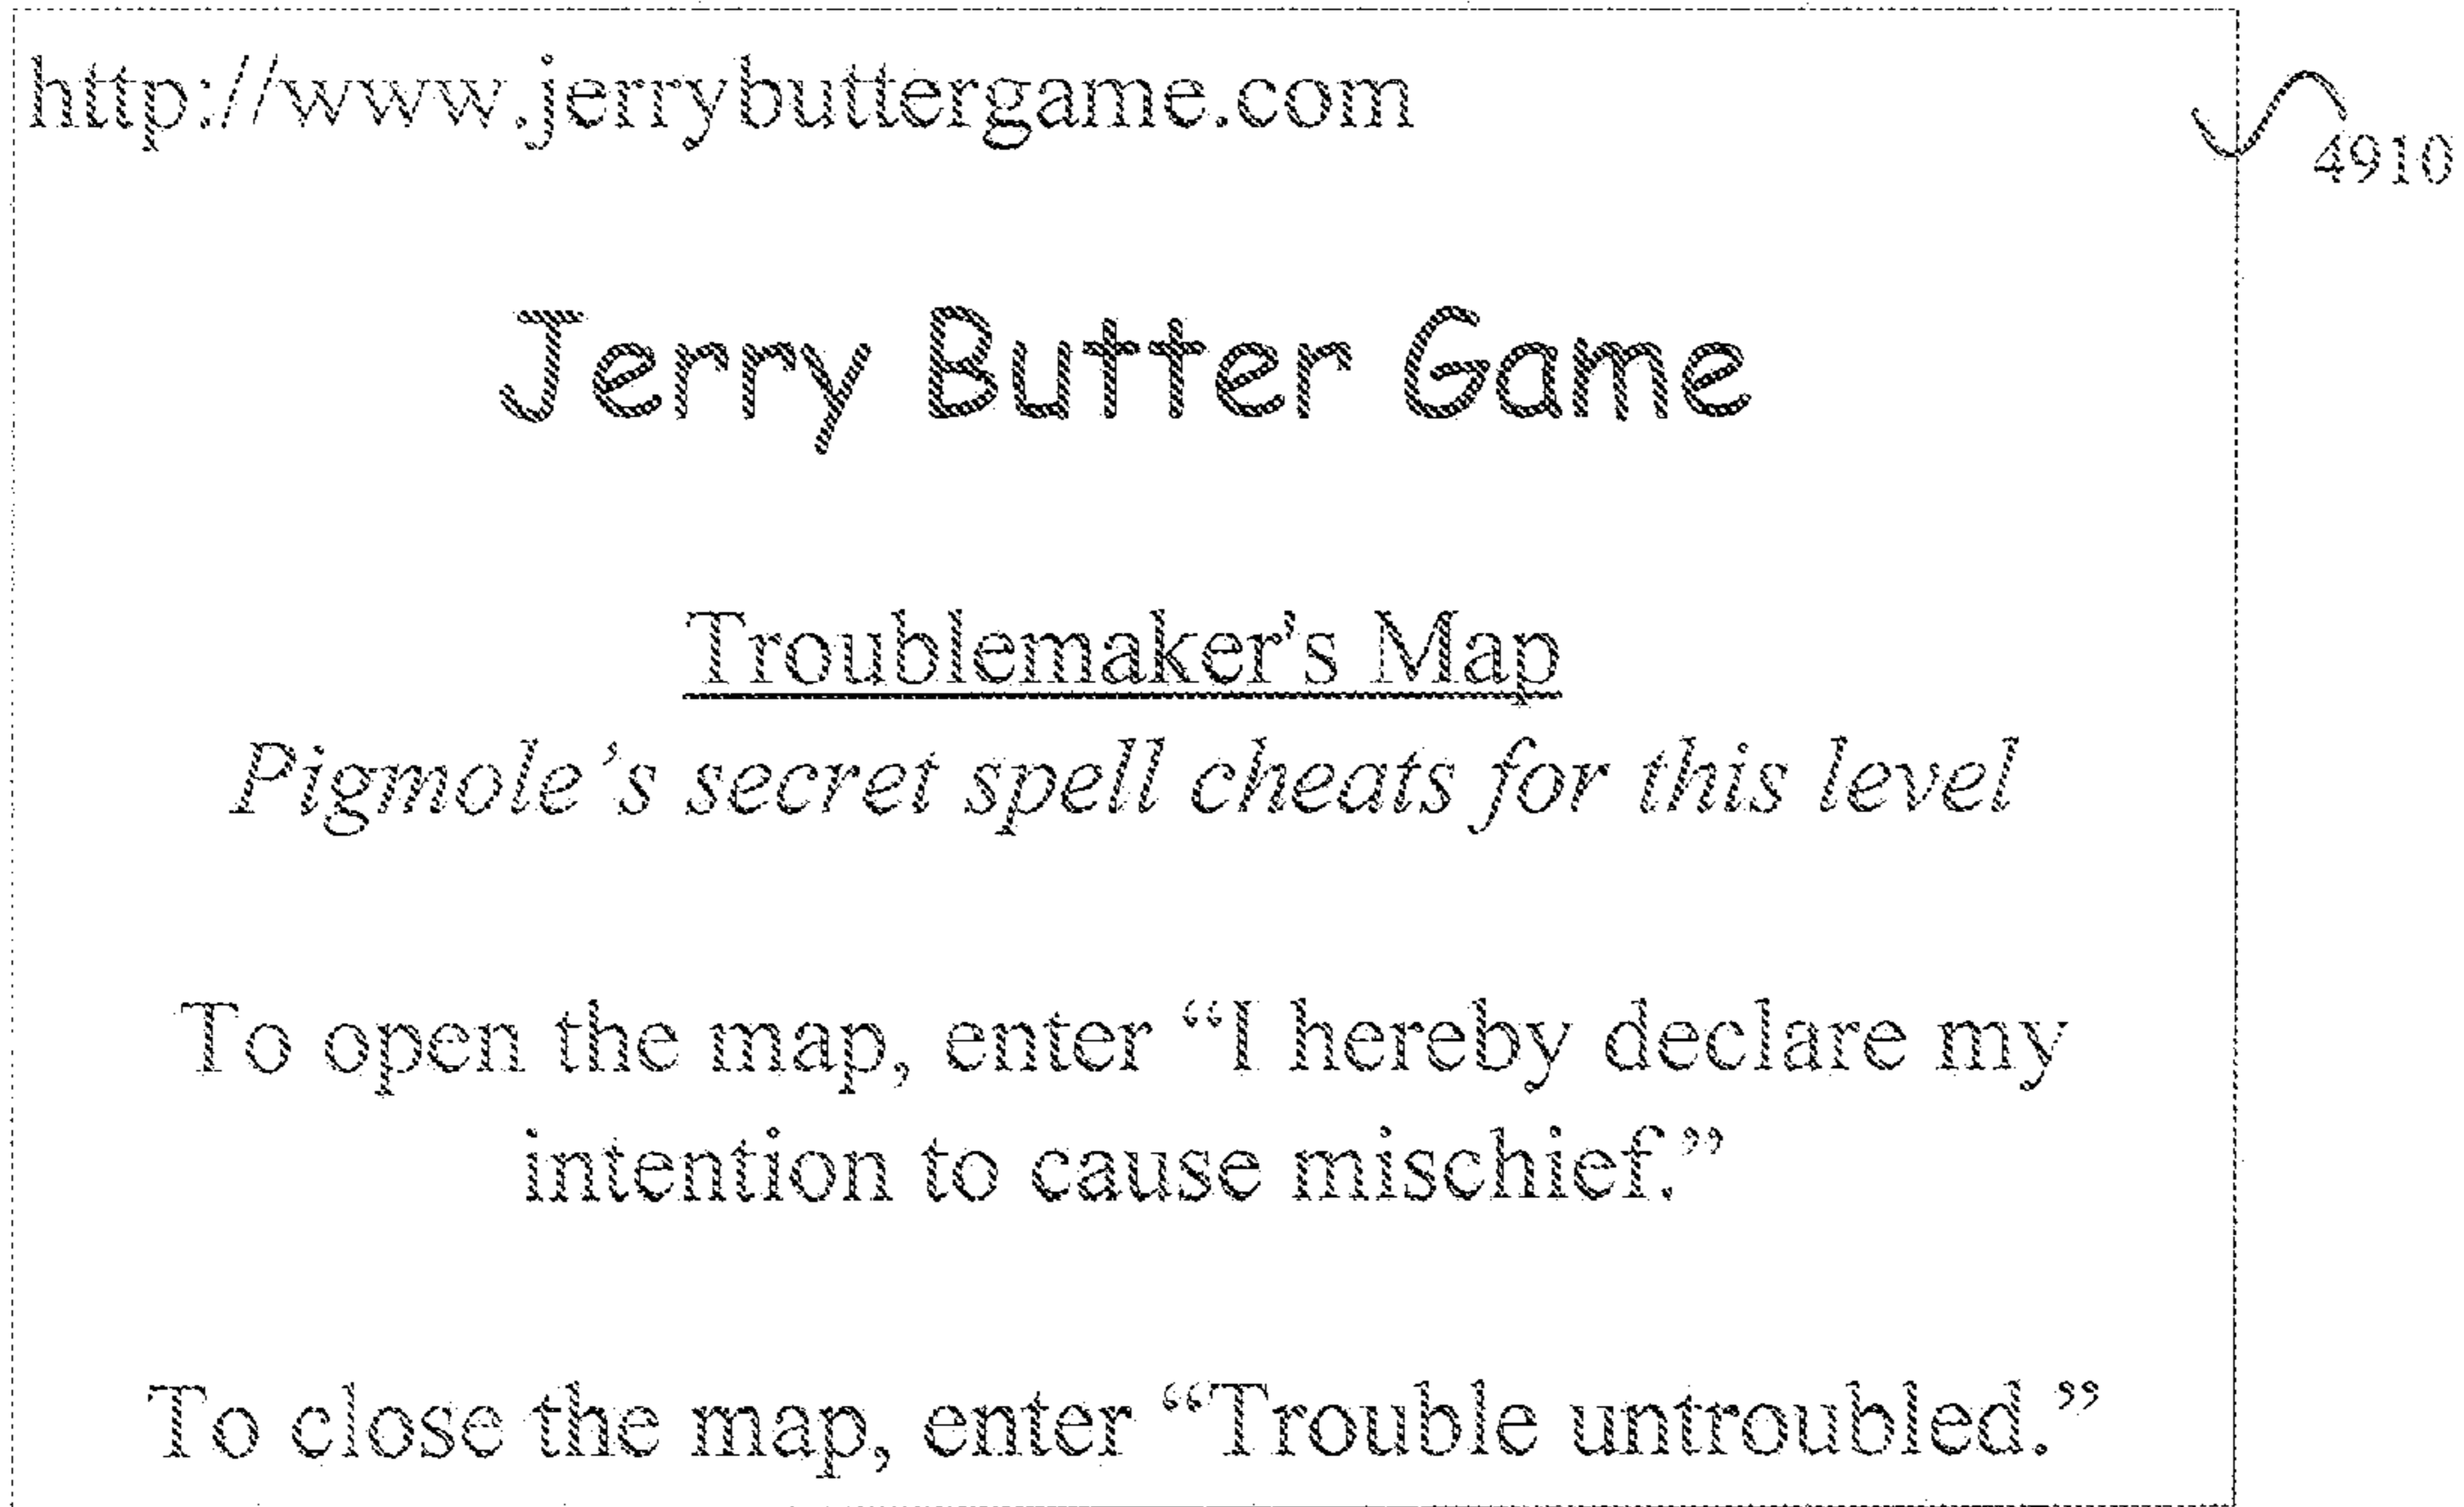 http://www.jerrybuttergame.com
4910
Jerry Butter Game
Troublemaker's Map
Pigmole's secret spell cheats for this level
To open the map, enter “I hereby declare my
intention to cause mischief.”
To close the map, enter “Trouble untroubled.”